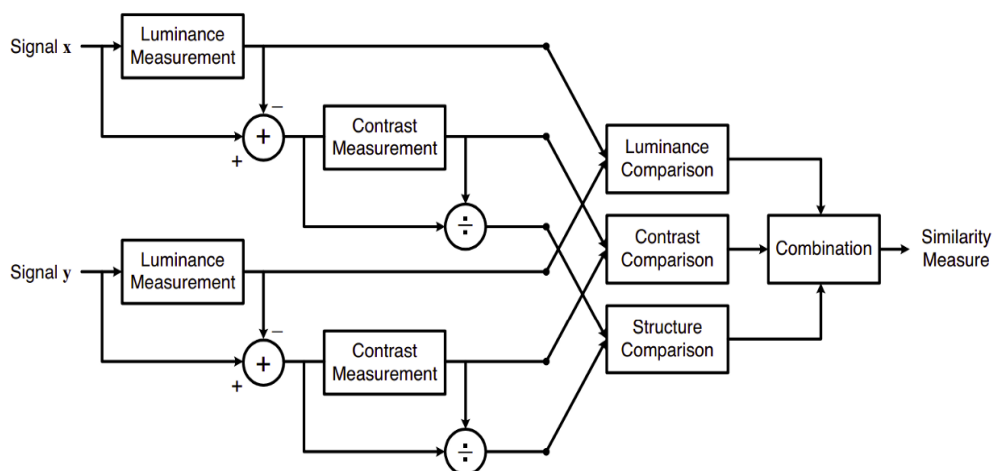 Signal x
Luminance
Measurement
−
+
+
Contrast
Measurement
÷
Signal y
Luminance
Measurement
−
+
+
Contrast
Measurement
÷
Luminance
Comparison
Contrast
Comparison
Structure
Comparison
Combination
Similarity
Measure